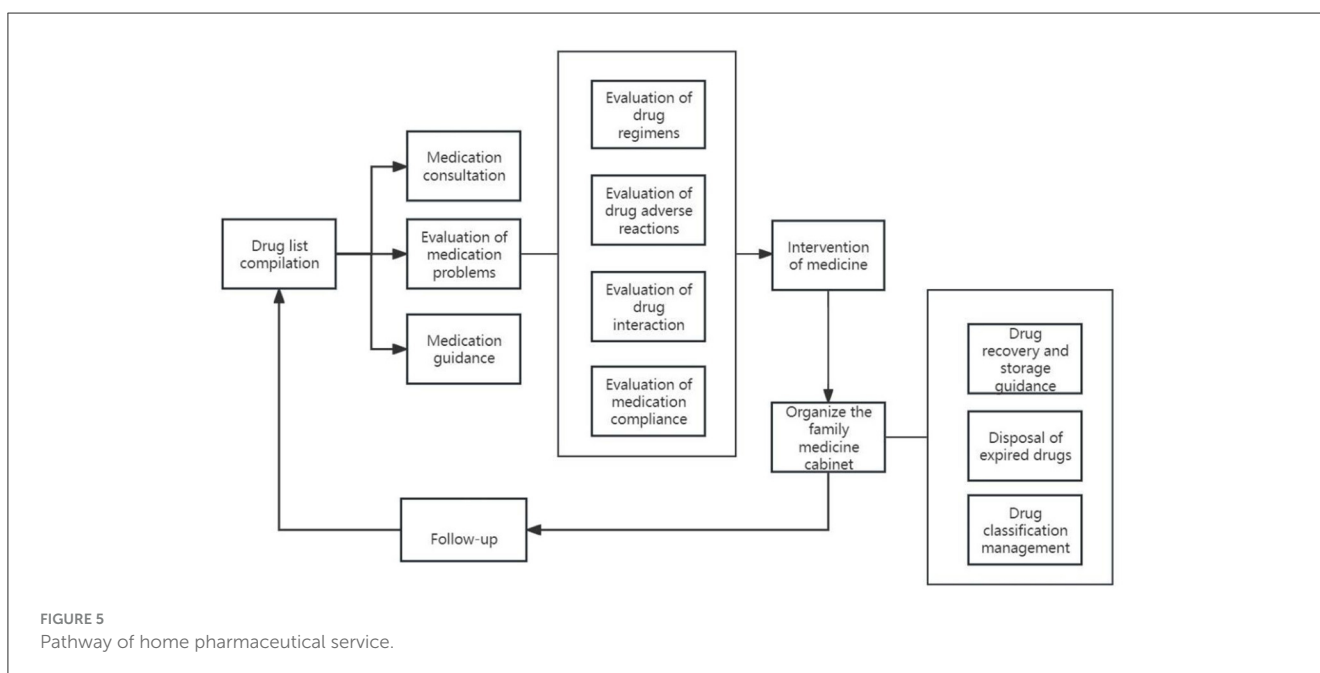 Medication
consultation
Drug list
compilation
Evaluation of
medication
problems
Medication
guidance
Evaluation of
drug
regimens
Evaluation of
drug adverse
reactions
Evaluation of
drug
interaction
Evaluation of
medication
compliance
Intervention
of medicine
Organize the
family
medicine
cabinet
Drug
recovery and
storage
guidance
Disposal of
expired drugs
Drug
classification
management
Follow-up
FIGURE 5
Pathway of home pharmaceutical service.